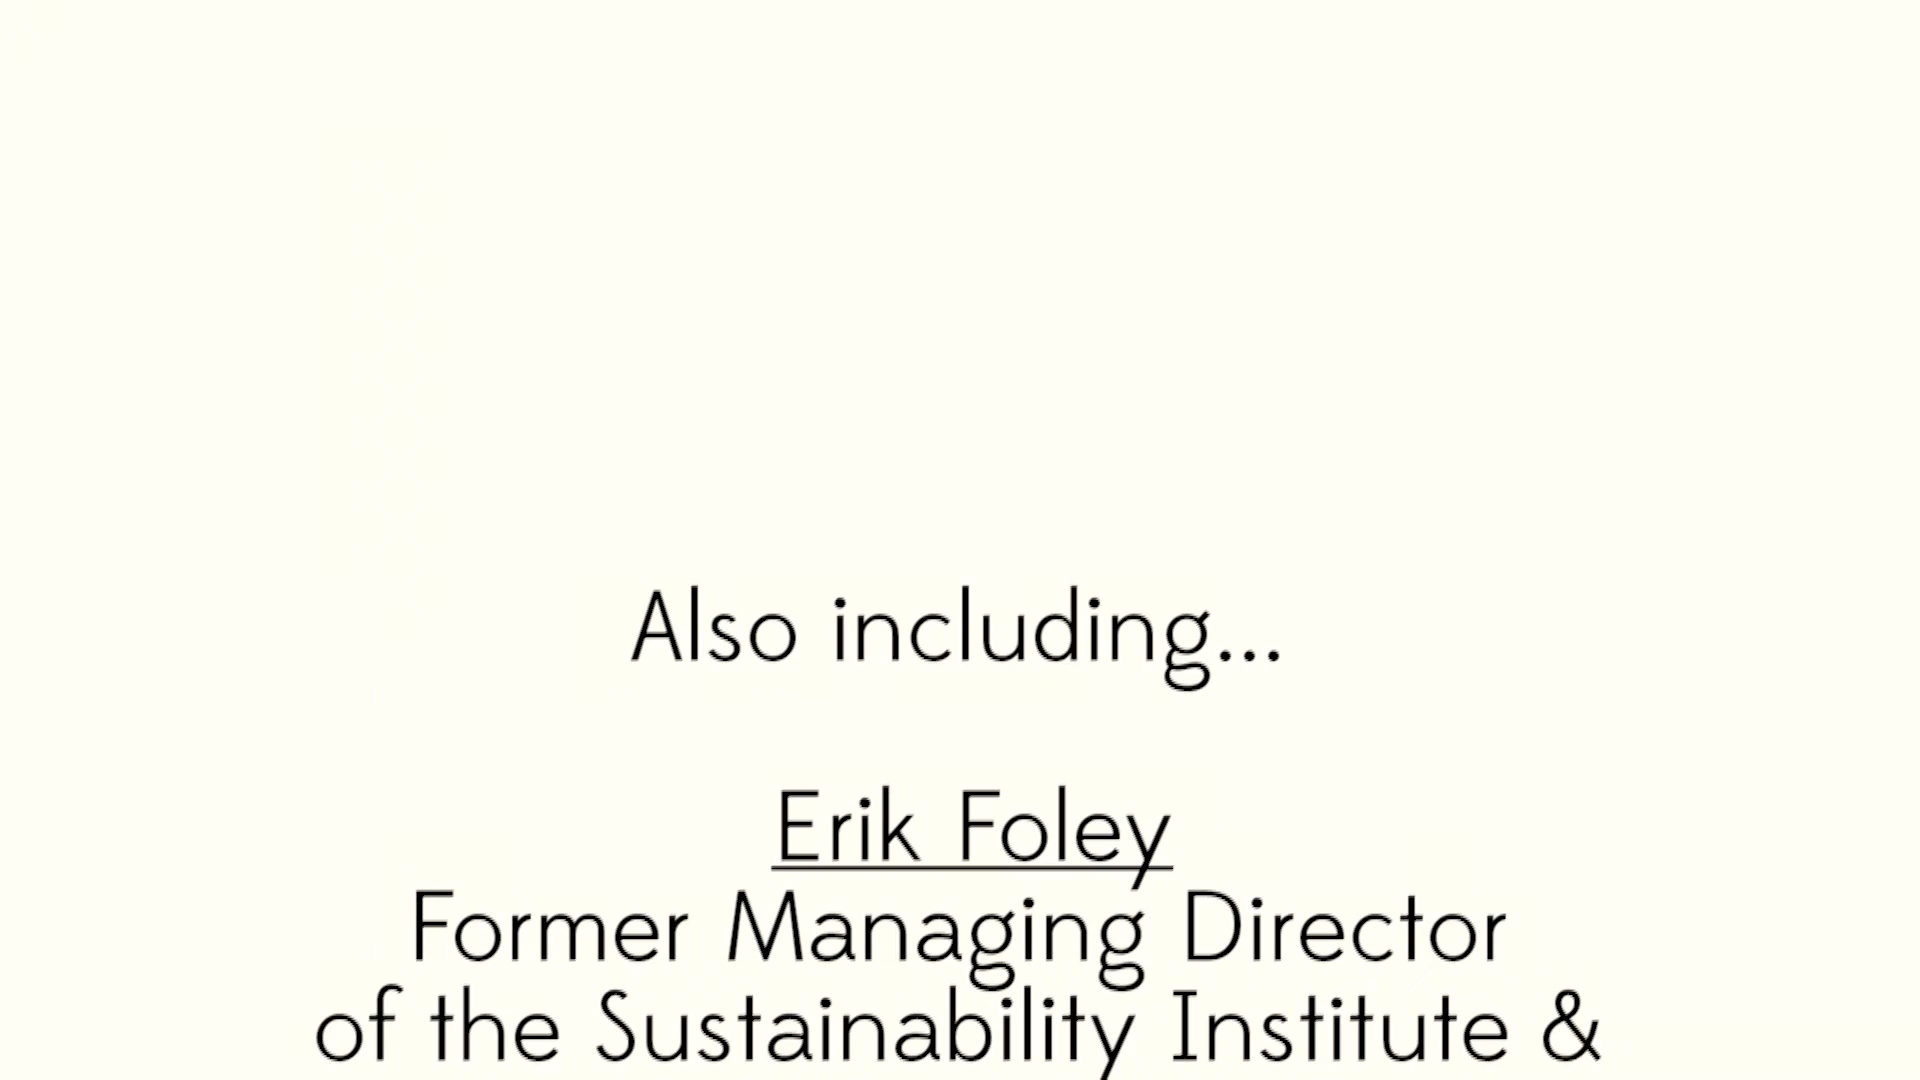 Also including...
Erik Foley
Former Managing Director
of the Sustainability Institute &